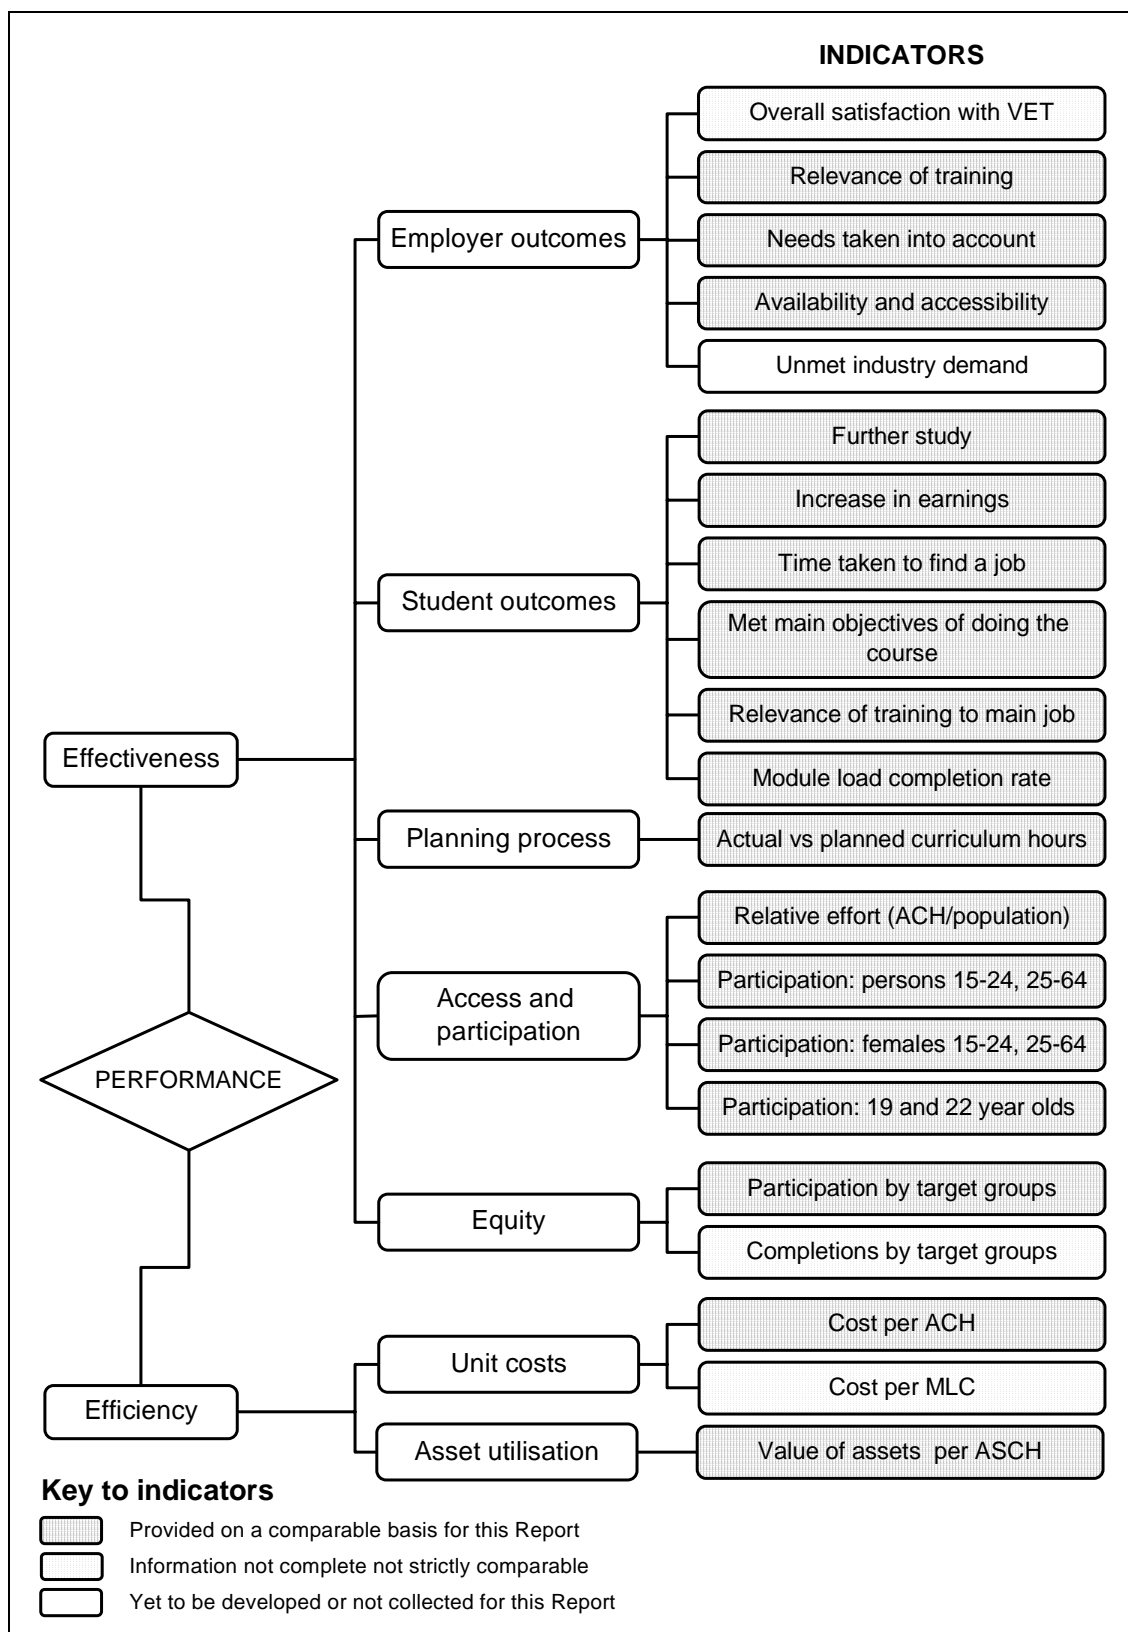 INDICATORS
Overall satisfaction with VET
Relevance of training
Employer outcomes
Needs taken into account
Availability and accessibility
Unmet industry demand
Further study
Increase in earnings
Time taken to find a job
Student outcomes
Met main objectives of doing the
course
Relevance of training to main job
Effectiveness
Module load completion rate
Planning process
Actual vs planned curriculum hours
Relative effort (ACH/population)
Access and
participation
Participation: persons 15-24, 25-64
Participation: females 15-24, 25-64
PERFORMANCE
Participation: 19 and 22 year olds
Participation by target groups
Equity
Completions by target groups
Cost per ACH
Unit costs
Cost per MLC
Efficiency
Asset utilisation
Value of assets per ASCH
Key to indicators
Provided on a comparable basis for this Report
Information not complete not strictly comparable
Yet to be developed or not collected for this Report